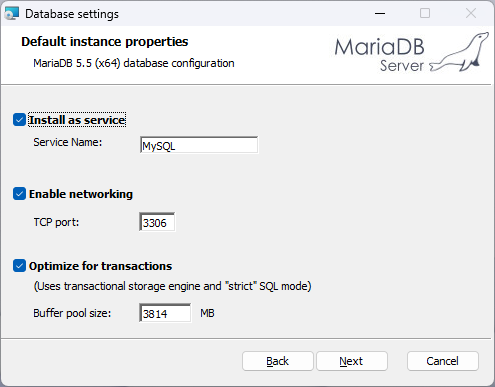 Database settings
Default instance properties
MariaDB 5.5 (x64) database configuration
MariaDB
Server
Install as service
Service Name: MySQL
Enable networking
TCP port: 3306
Optimize for transactions
(Uses transactional storage engine and "strict" SQL mode)
Buffer pool size: 3814 MB
Back Next Cancel